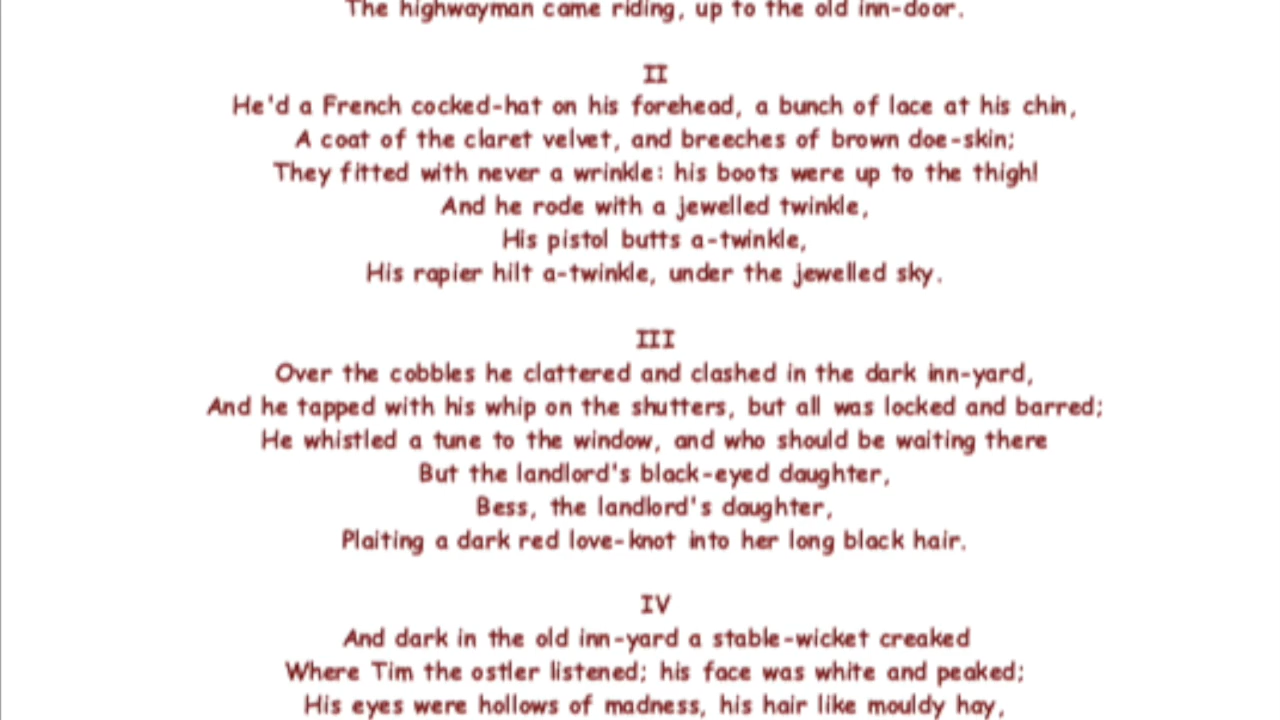 The highwayman came riding, up to the old inn-door.
II
He'd a French cocked-hat on his forehead, a bunch of lace at his chin,
A coat of the claret velvet, and breeches of brown doe-skin;
They fitted with never a wrinkle: his boots were up to the thigh!
And he rode with a jewelled twinkle,
His pistol butts a-twinkle,
His rapier hilt a-twinkle, under the jewelled sky.
III
Over the cobbles he clattered and clashed in the dark inn-yard,
And he tapped with his whip on the shutters, but all was locked and barred;
He whistled a tune to the window, and who should be waiting there
But the landlord's black-eyed daughter,
Bess, the landlord's daughter,
Plaiting a dark red love-knot into her long black hair.
IV
And dark in the old inn-yard a stable-wicket creaked
Where Tim the ostler listened; his face was white and peaked;
His eyes were hollows of madness, his hair like mouldy hay,